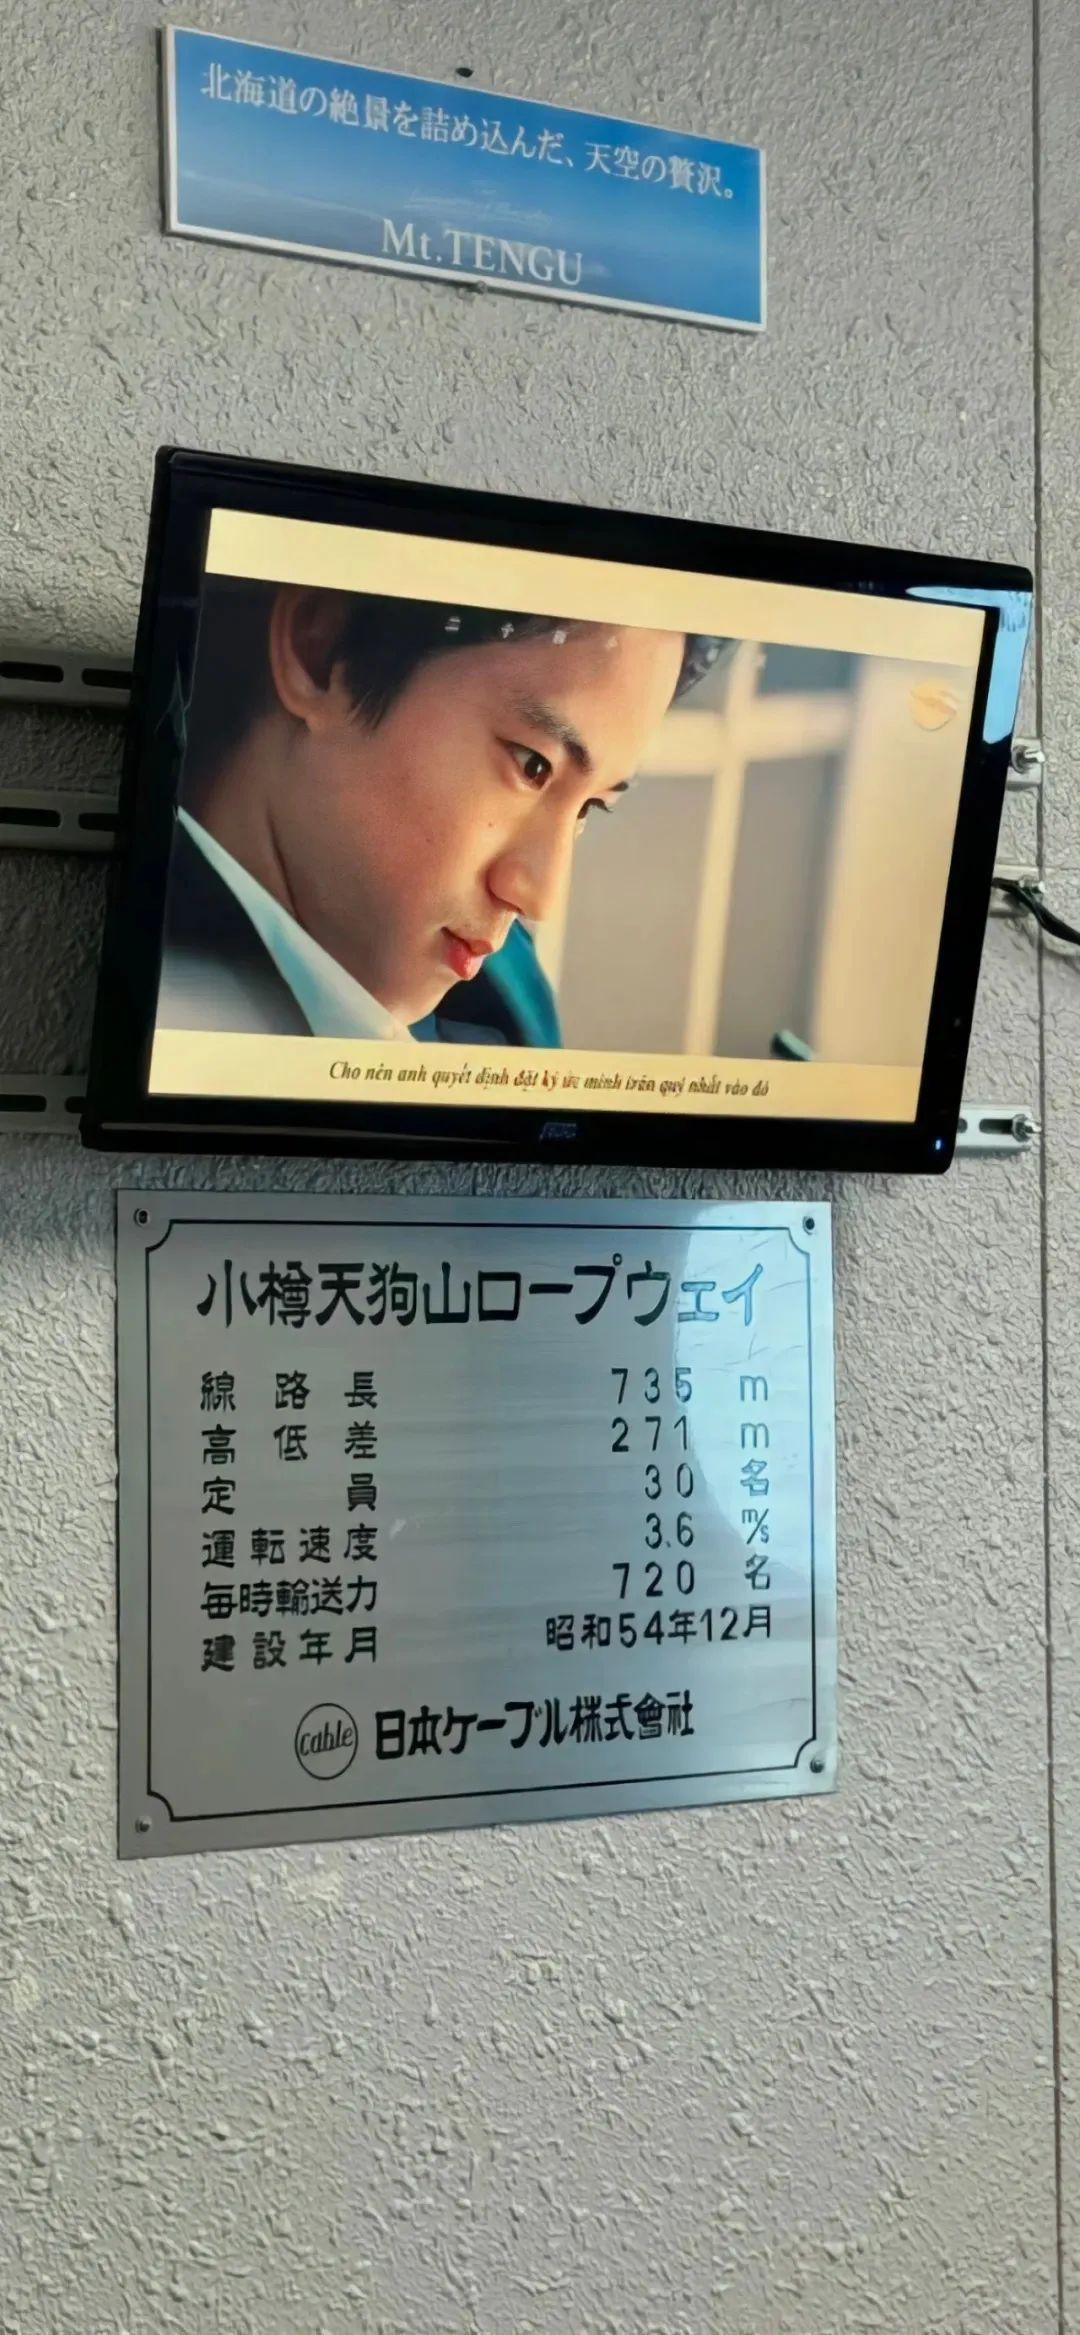 北海道の絶景を詰め込んだ、天空の贅沢。
Mt.TENGU
Cho nên anh quyết định đặt ký ức mình trân quý nhất vào đó
小樽天狗山ロープウェイ
線路長 735 m
高低差 271 m
定員 30 名
運転速度 3.6 m/s
毎時輸送力 720 名
建設年月 昭和54年12月
cable 日本ケーブル株式會社